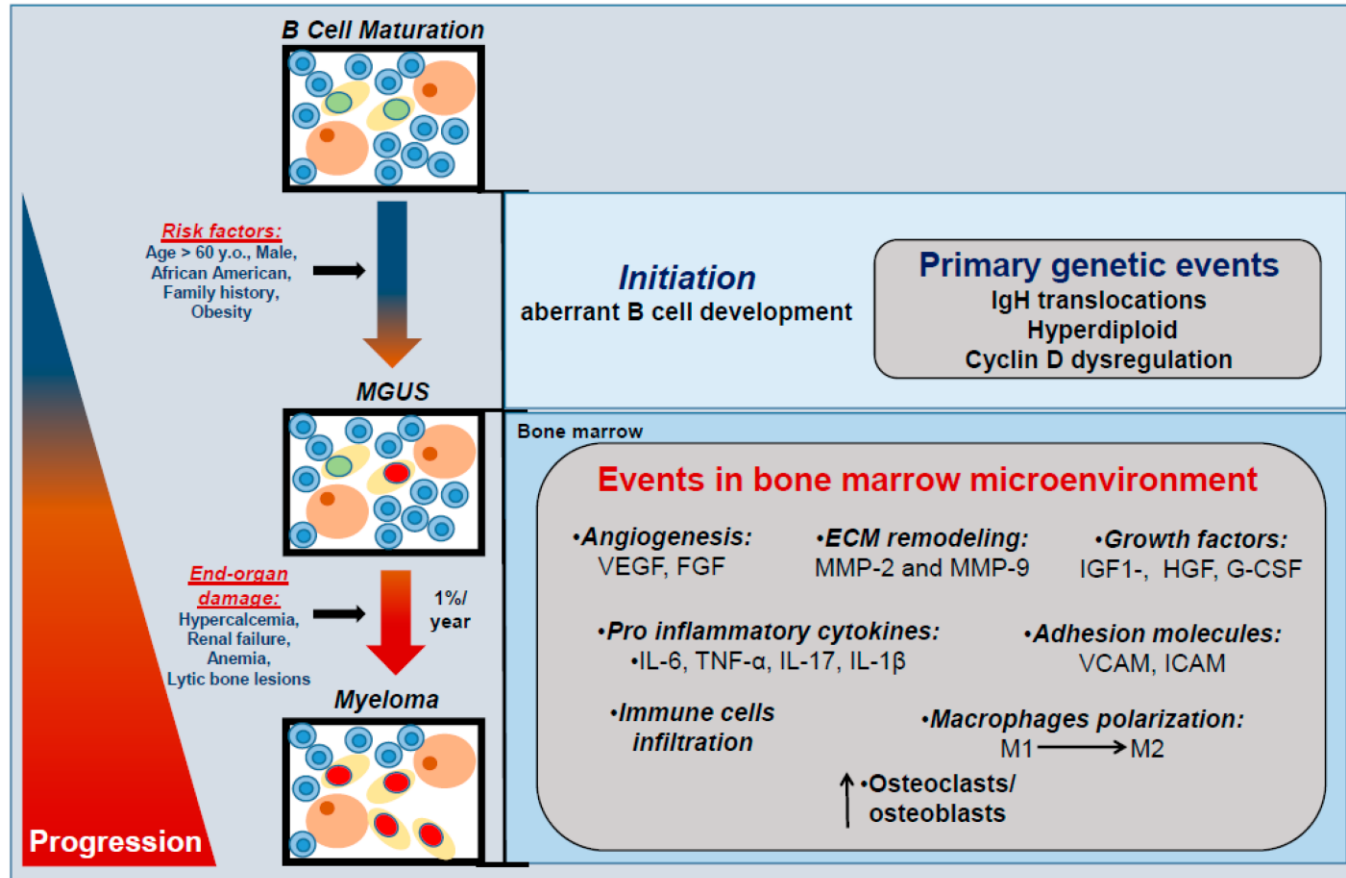 B Cell Maturation
Risk factors:
Age > 60 y.o., Male,
African American,
Family history,
Obesity
Initiation
aberrant B cell development
Primary genetic events
IgH translocations
Hyperdiploid
Cyclin D dysregulation
MGUS
Bone marrow
Events in bone marrow microenvironment
•Angiogenesis:
VEGF, FGF
•ECM remodeling:
MMP-2 and MMP-9
•Growth factors:
IGF1-, HGF, G-CSF
•Pro inflammatory cytokines:
•IL-6, TNF-α, IL-17, IL-1β
•Adhesion molecules:
VCAM, ICAM
•Immune cells
infiltration
•Macrophages polarization:
M1 → M2
↑ •Osteoclasts/
osteoblasts
End-organ
damage:
Hypercalcemia,
Renal failure,
Anemia,
Lytic bone lesions
1%/
year
Myeloma
Progression